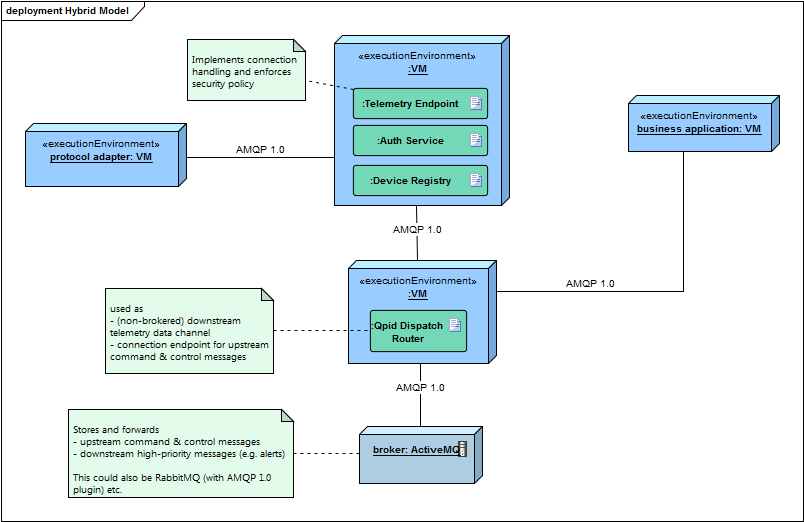 deployment Hybrid Model
Implements connection
handling and enforces
security policy
«executionEnvironment»
:VM
:Telemetry Endpoint
:Auth Service
:Device Registry
«executionEnvironment»
protocol adapter: VM
AMQP 1.0
«executionEnvironment»
business application: VM
AMQP 1.0
«executionEnvironment»
:VM
:Qpid Dispatch
Router
AMQP 1.0
used as
- (non-brokered) downstream
telemetry data channel
- connection endpoint for upstream
command & control messages
AMQP 1.0
Stores and forwards
- upstream command & control messages
- downstream high-priority messages (e.g. alerts)
This could also be RabbitMQ (with AMQP 1.0
plugin) etc.
broker: ActiveMQ